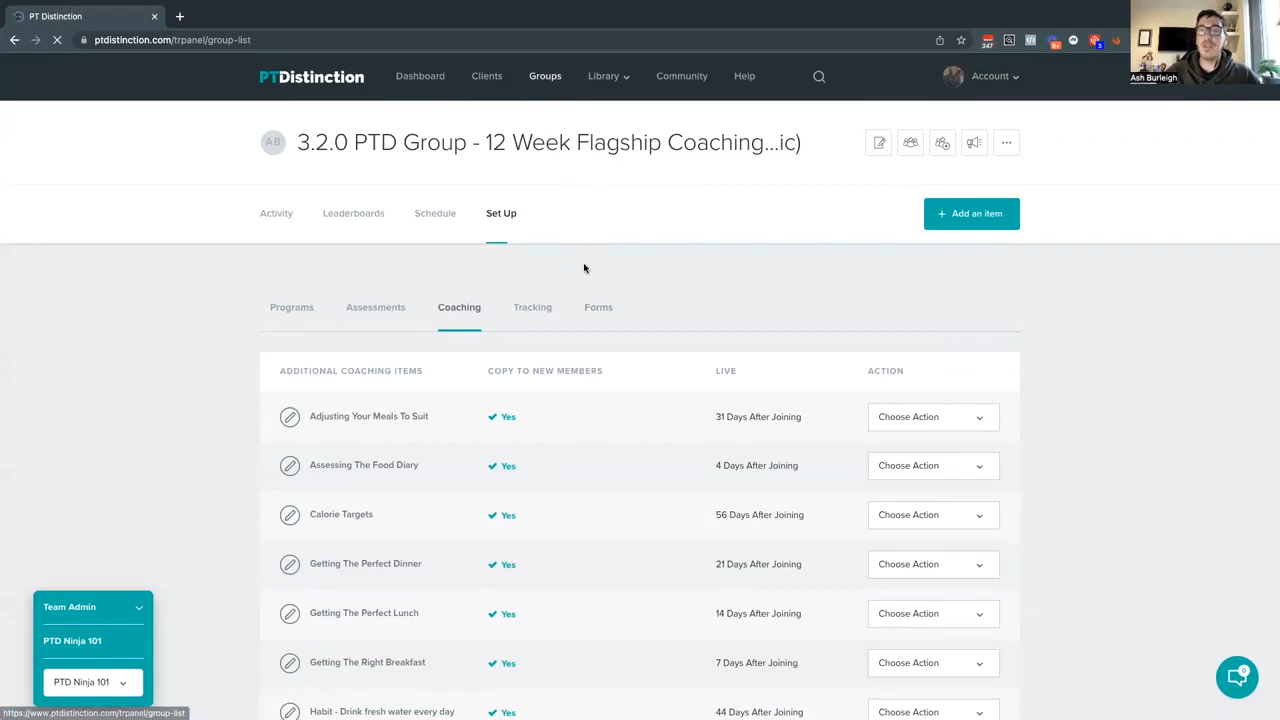 PT Distinction
ptdistinction.com/trpanel/group-list
347
9+
3
Ash Burleigh
PTDistinction
Dashboard
Clients
Groups
Library
Community
Help
Account
AB
3.2.0 PTD Group - 12 Week Flagship Coaching...ic)
Activity
Leaderboards
Schedule
Set Up
+ Add an item
Programs
Assessments
Coaching
Tracking
Forms
ADDITIONAL COACHING ITEMS
COPY TO NEW MEMBERS
LIVE
ACTION
Adjusting Your Meals To Suit
Yes
31 Days After Joining
Choose Action
Assessing The Food Diary
Yes
4 Days After Joining
Choose Action
Calorie Targets
Yes
56 Days After Joining
Choose Action
Getting The Perfect Dinner
Yes
21 Days After Joining
Choose Action
Getting The Perfect Lunch
Yes
14 Days After Joining
Choose Action
Getting The Right Breakfast
Yes
7 Days After Joining
Choose Action
Habit - Drink fresh water every day
Yes
44 Days After Joining
Choose Action
Team Admin
PTD Ninja 101
PTD Ninja 101
0
https://www.ptdistinction.com/trpanel/group-list